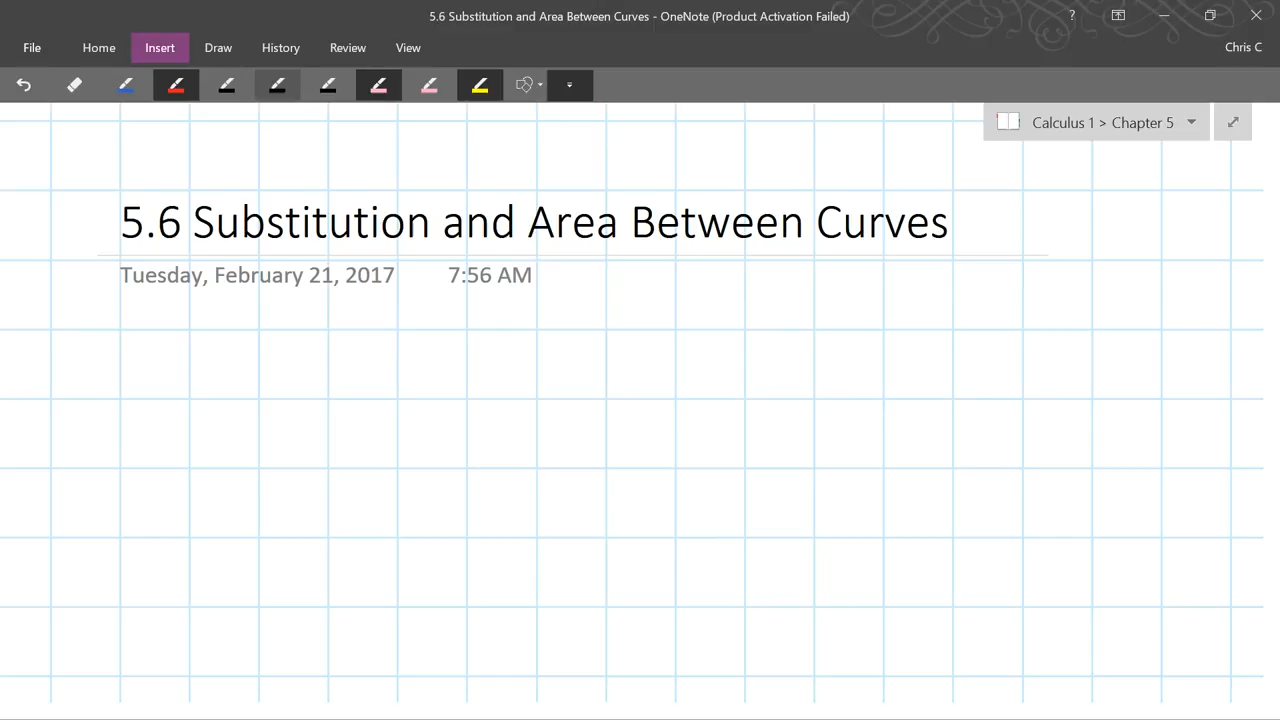 5.6 Substitution and Area Between Curves - OneNote (Product Activation Failed)
?
File Home Insert Draw History Review View
Chris C
Calculus 1 > Chapter 5
5.6 Substitution and Area Between Curves
Tuesday, February 21, 2017 7:56 AM